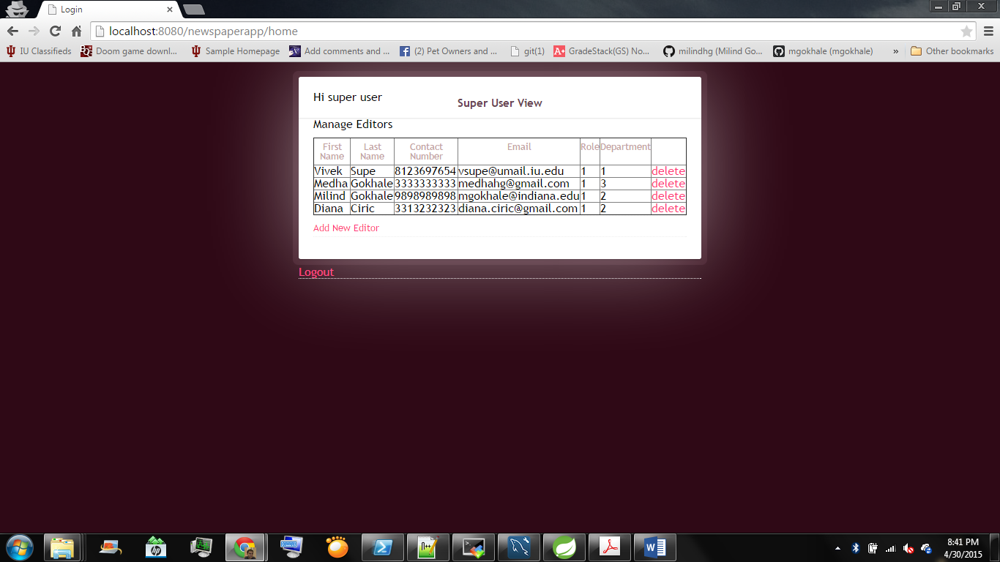 Login
localhost:8080/newspaperapp/home
IU Classifieds Doom game downl... Sample Homepage Add comments and ... (2) Pet Owners and ... git(1) A+ GradeStack(GS) No... milindhg (Milind Go... mgokhale (mgokhale) » Other bookmarks
Hi super user
Super User View
Manage Editors
First Name Last Name Contact Number Email Role Department
Vivek Supe 8123697654 vsupe@umail.iu.edu 1 1 delete
Medha Gokhale 3333333333 medhahg@gmail.com 1 3 delete
Milind Gokhale 9898989898 mgokhale@indiana.edu 1 2 delete
Diana Ciric 3313232323 diana.ciric@gmail.com 1 2 delete
Add New Editor
Logout
8:41 PM
4/30/2015